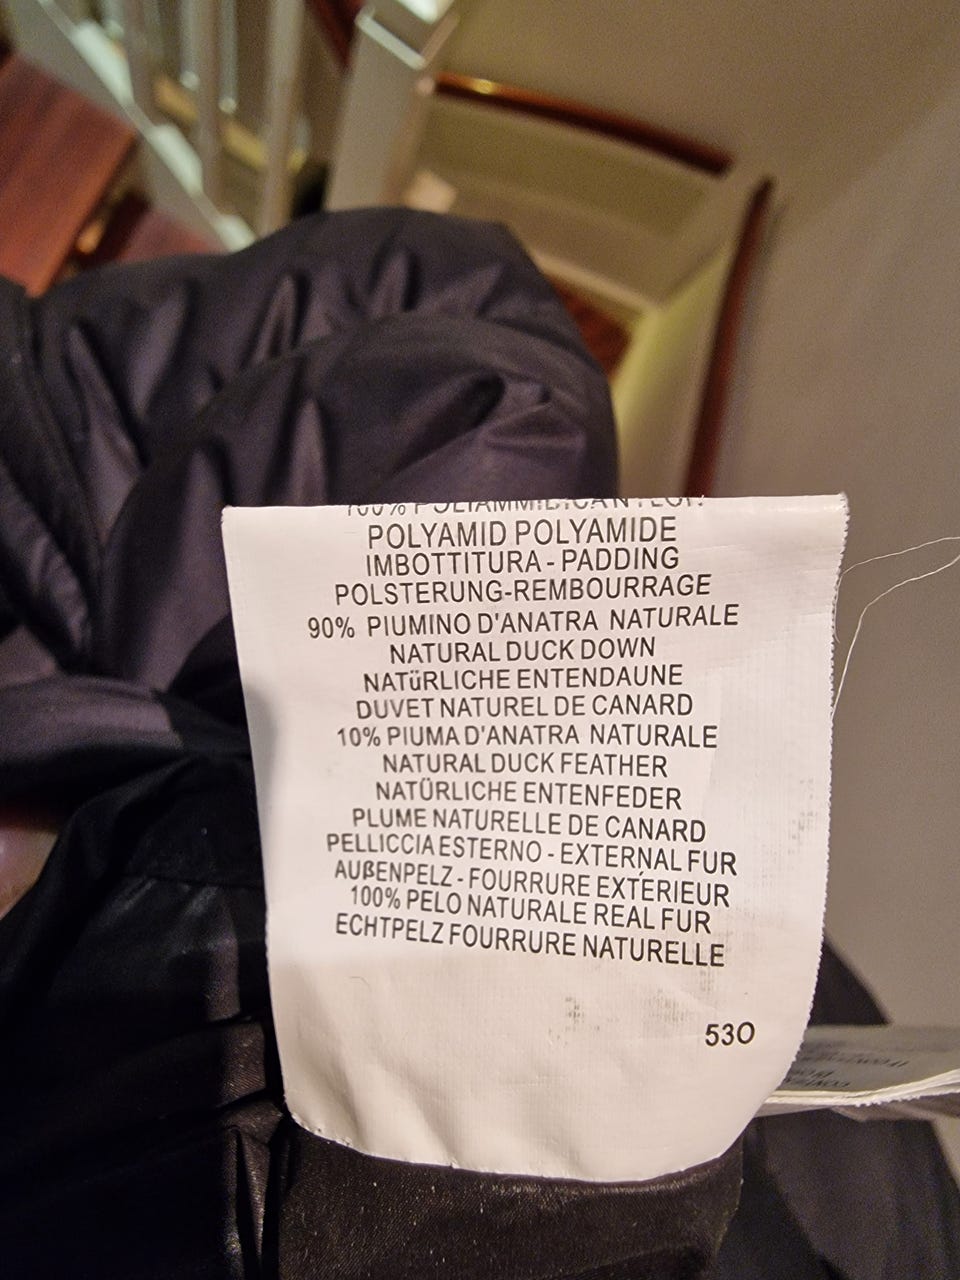 POLYAMID POLYAMIDE
IMBOTTITURA - PADDING
POLSTERUNG-REMBOURRAGE
90% PIUMINO D'ANATRA NATURALE
NATURAL DUCK DOWN
NATüRLICHE ENTENDAUNE
DUVET NATUREL DE CANARD
10% PIUMA D'ANATRA NATURALE
NATURAL DUCK FEATHER
NATÜRLICHE ENTENFEDER
PLUME NATURELLE DE CANARD
PELLICCIA ESTERNO - EXTERNAL FUR
AUßENPELZ - FOURRURE EXTÉRIEUR
100% PELO NATURALE REAL FUR
ECHTPELZ FOURRURE NATURELLE
530